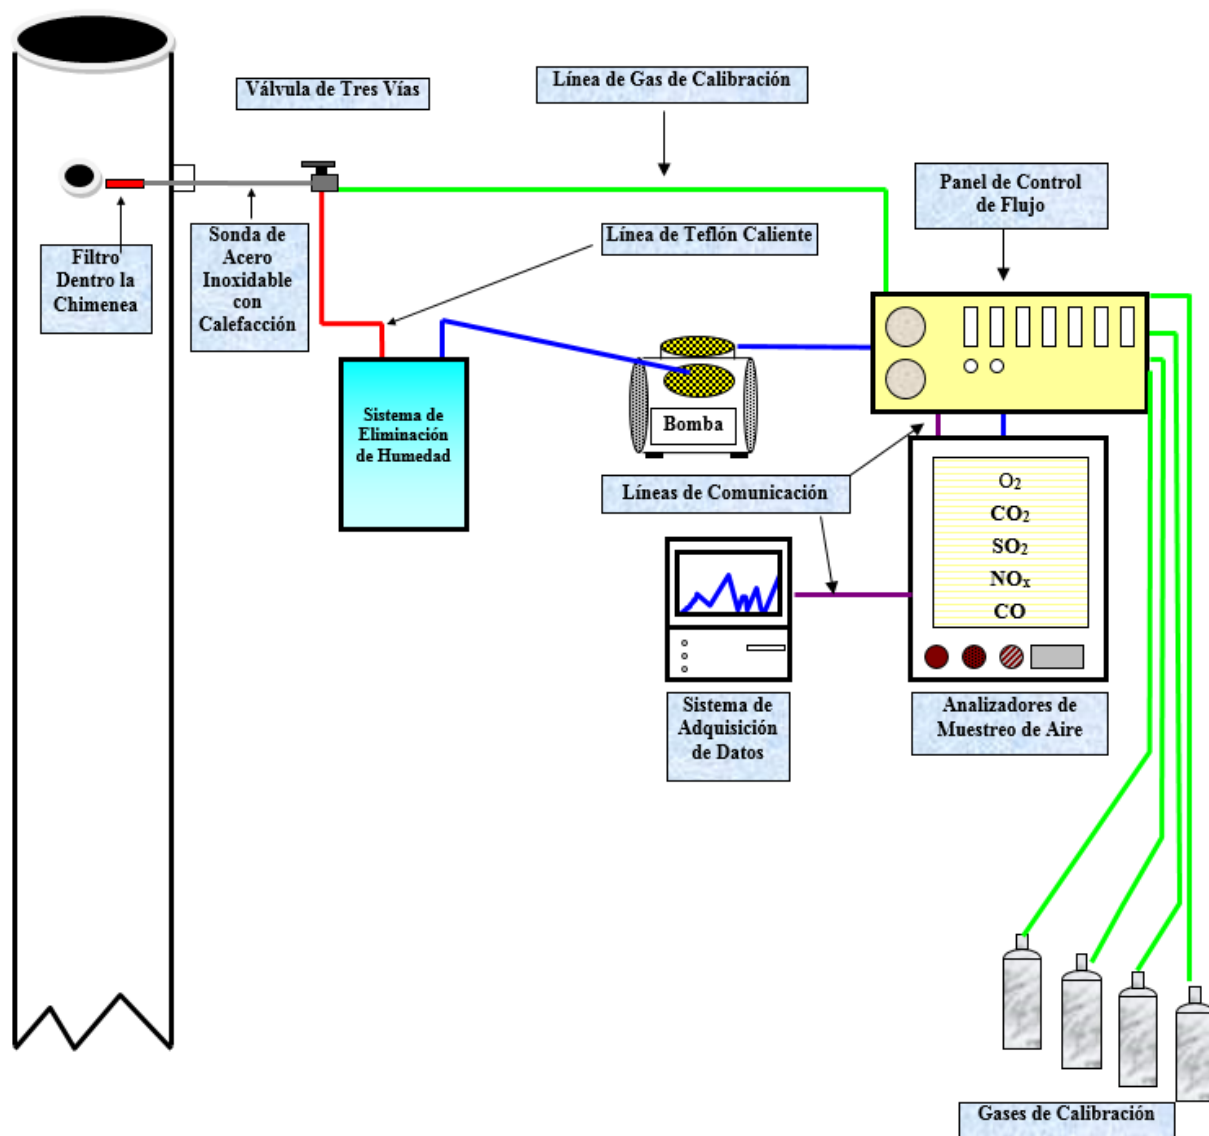 Válvula de Tres Vías
Línea de Gas de Calibración
Panel de Control
de Flujo
Filtro
Dentro la
Chimenea
Sonda de
Acero
Inoxidable
con
Calefacción
Línea de Teflón Caliente
Sistema de
Eliminación
de Humedad
Bomba
Líneas de Comunicación
O₂
CO₂
SO₂
NOₓ
CO
Sistema de
Adquisición
de Datos
Analizadores de
Muestreo de Aire
Gases de Calibración